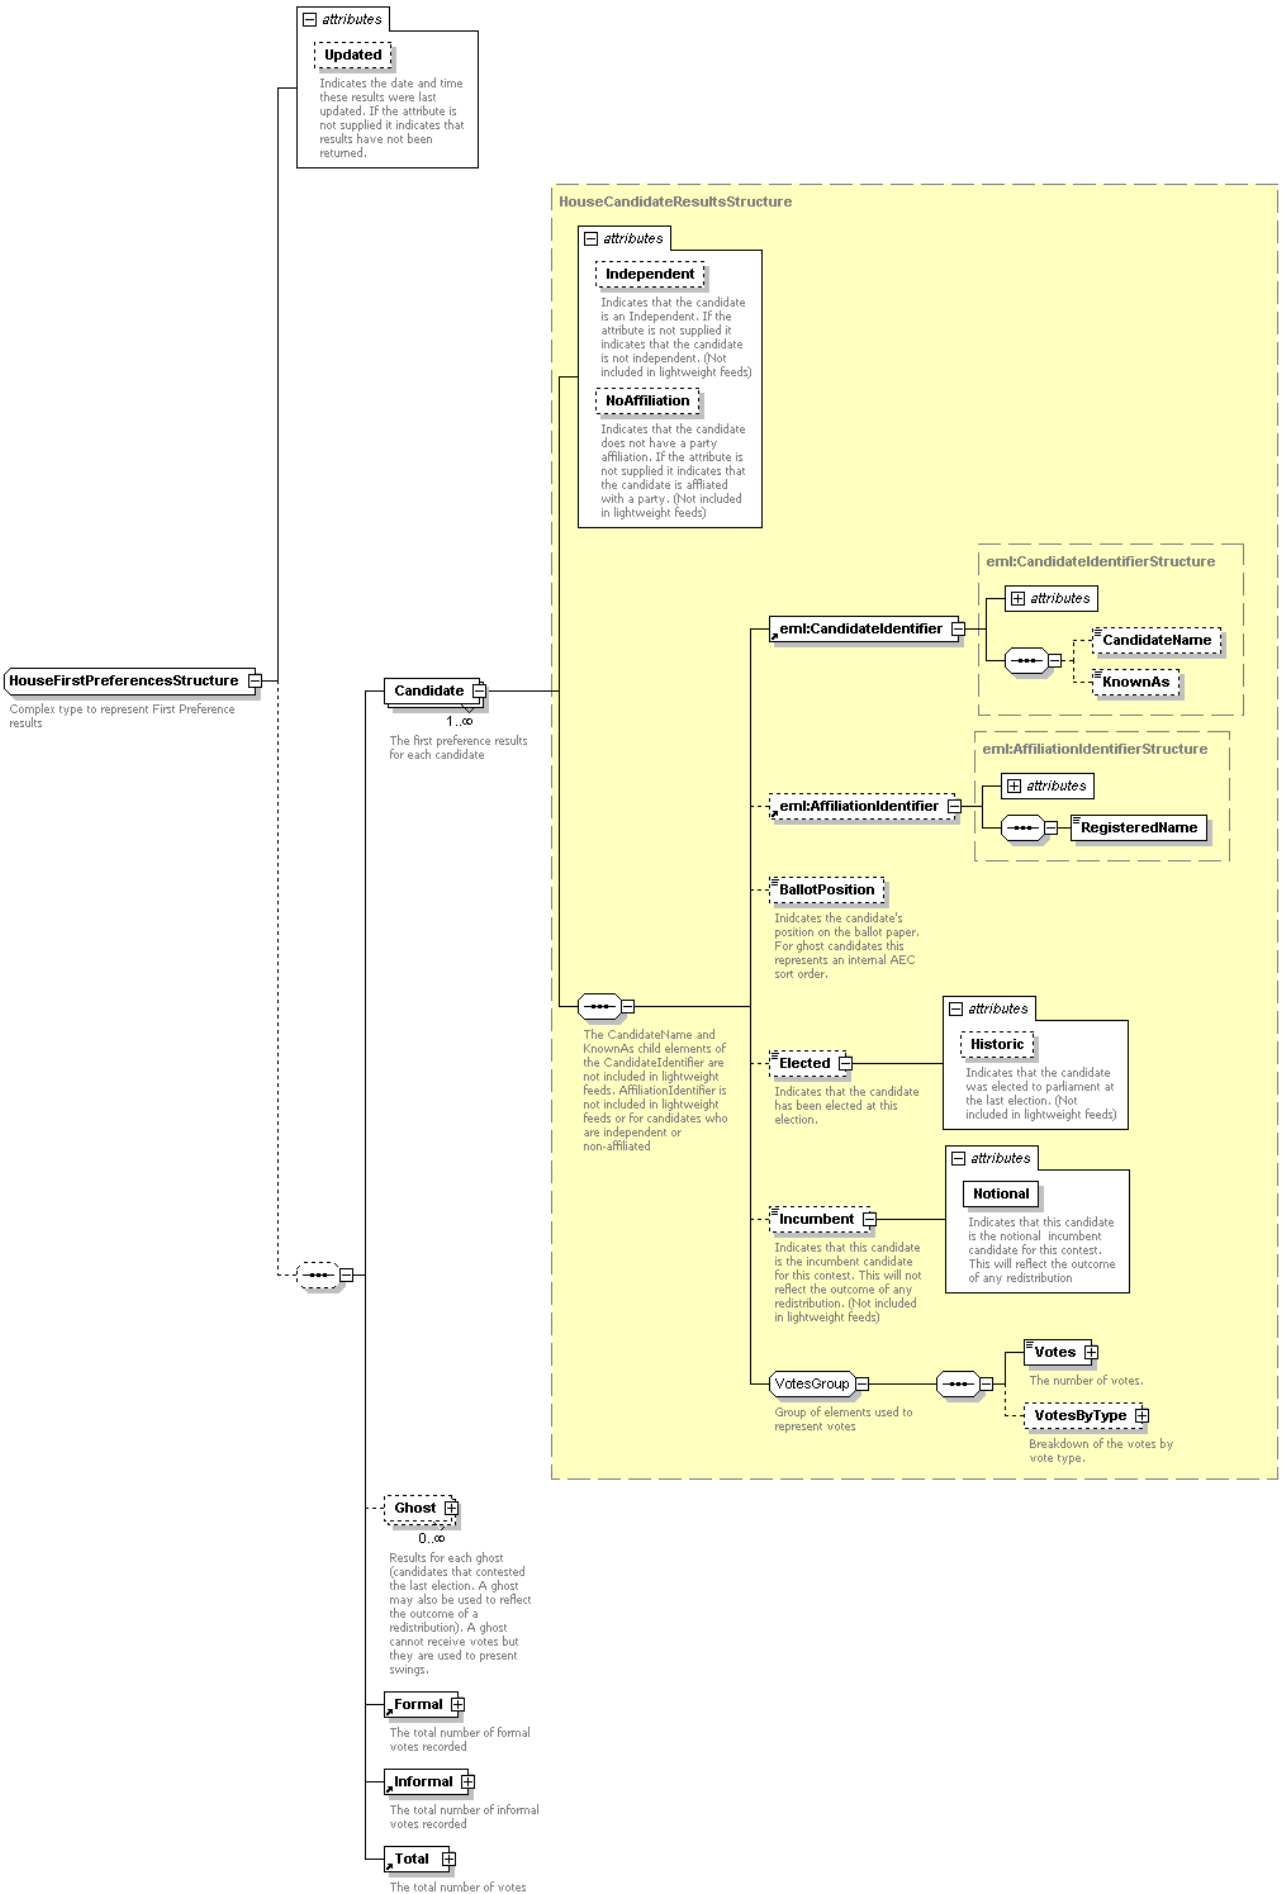 attributes
Updated
Indicates the date and time
these results were last
updated. If the attribute is
not supplied it indicates that
results have not been
returned.
HouseFirstPreferencesStructure
Complex type to represent First Preference
results
Candidate
1..∞
The first preference results
for each candidate
HouseCandidateResultsStructure
attributes
Independent
Indicates that the candidate
is an Independent. If the
attribute is not supplied it
indicates that the candidate
is not independent. (Not
included in lightweight feeds)
NoAffiliation
Indicates that the candidate
does not have a party
affiliation. If the attribute is
not supplied it indicates that
the candidate is affliated
with a party. (Not included
in lightweight feeds)
The CandidateName and
KnownAs child elements of
the CandidateIdentifier are
not included in lightweight
feeds. AffiliationIdentifier is
not included in lightweight
feeds or for candidates who
are independent or
non-affiliated
eml:CandidateIdentifier
eml:CandidateIdentifierStructure
attributes
CandidateName
KnownAs
eml:AffiliationIdentifier
eml:AffiliationIdentifierStructure
attributes
RegisteredName
BallotPosition
Inidcates the candidate's
position on the ballot paper.
For ghost candidates this
represents an internal AEC
sort order.
Elected
Indicates that the candidate
has been elected at this
election.
attributes
Historic
Indicates that the candidate
was elected to parliament at
the last election. (Not
included in lightweight feeds)
Incumbent
Indicates that this candidate
is the incumbent candidate
for this contest. This will not
reflect the outcome of any
redistribution. (Not included
in lightweight feeds)
attributes
Notional
Indicates that this candidate
is the notional incumbent
candidate for this contest.
This will reflect the outcome
of any redistribution
VotesGroup
Group of elements used to
represent votes
Votes
The number of votes.
VotesByType
Breakdown of the votes by
vote type.
Ghost
0..∞
Results for each ghost
(candidates that contested
the last election. A ghost
may also be used to reflect
the outcome of a
redistribution). A ghost
cannot receive votes but
they are used to present
swings.
Formal
The total number of formal
votes recorded
Informal
The total number of informal
votes recorded
Total
The total number of votes